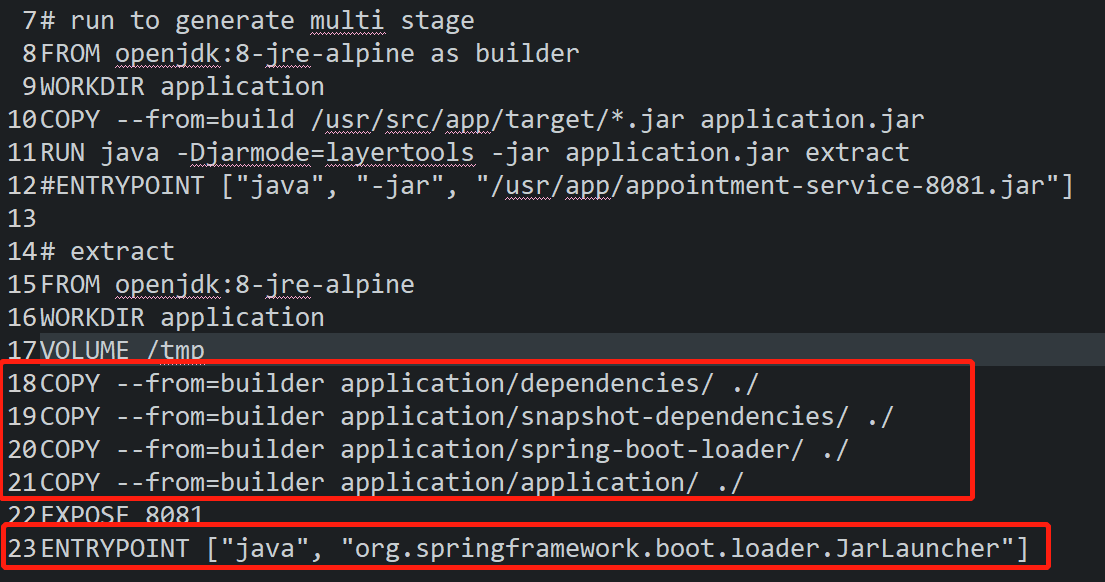 7# run to generate multi stage
8FROM openjdk:8-jre-alpine as builder
9WORKDIR application
10COPY --from=build /usr/src/app/target/*.jar application.jar
11RUN java -Djarmode=layertools -jar application.jar extract
12#ENTRYPOINT ["java", "-jar", "/usr/app/appointment-service-8081.jar"]
13
14# extract
15FROM openjdk:8-jre-alpine
16WORKDIR application
17VOLUME /tmp
18COPY --from=builder application/dependencies/ ./
19COPY --from=builder application/snapshot-dependencies/ ./
20COPY --from=builder application/spring-boot-loader/ ./
21COPY --from=builder application/application/ ./
22EXPOSE 8081
23ENTRYPOINT ["java", "org.springframework.boot.loader.JarLauncher"]